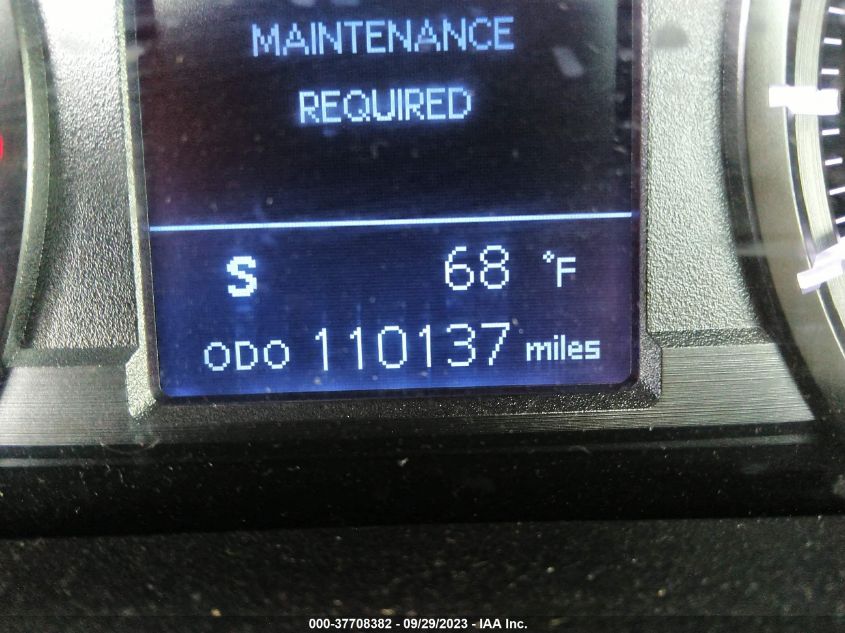 MAINTENANCE
REQUIRED
S 68 °F
ODO 110137 miles
000-37708382 / 09/29/2023 - IAA Inc.